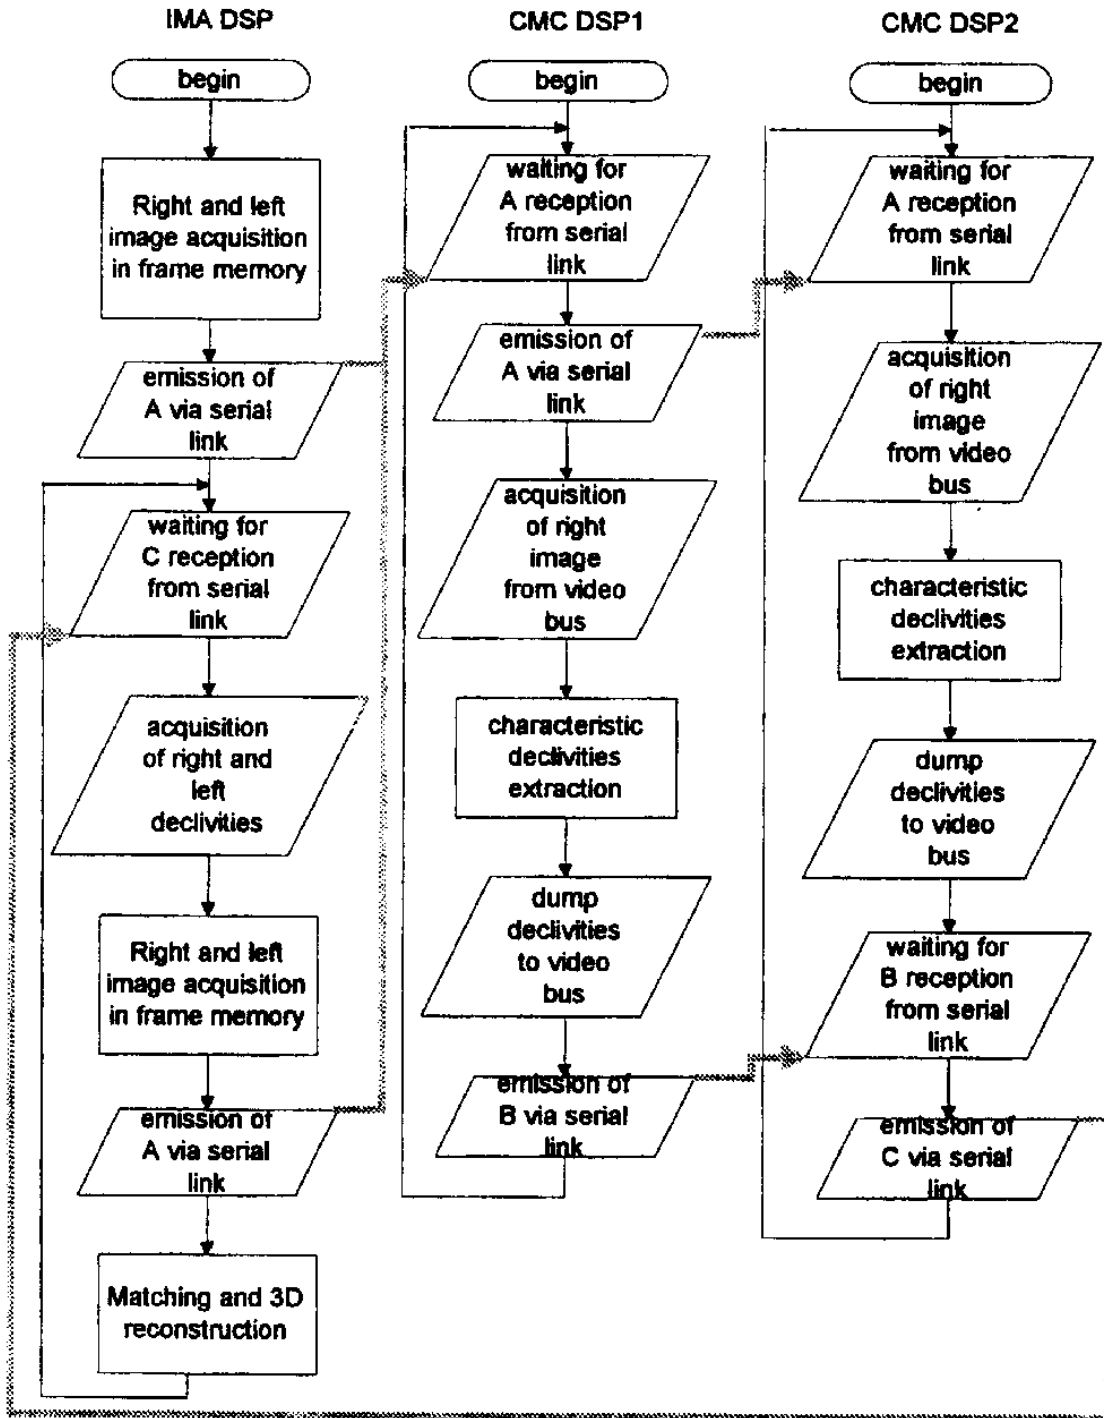 IMA DSP
begin
Right and left
image acquisition
in frame memory
emission of
A via serial
link
waiting for
C reception
from serial
link
acquisition
of right and
left
declivities
Right and left
image acquisition
in frame memory
emission of
A via serial
link
Matching and 3D
reconstruction
CMC DSP1
begin
waiting for
A reception
from serial
link
emission of
A via serial
link
acquisition
of right
image
from video
bus
characteristic
declivities
extraction
dump
declivities
to video
bus
emission of
B via serial
link
CMC DSP2
begin
waiting for
A reception
from serial
link
acquisition
of right
image
from video
bus
characteristic
declivities
extraction
dump
declivities
to video
bus
waiting for
B reception
from serial
link
emission of
C via serial
link